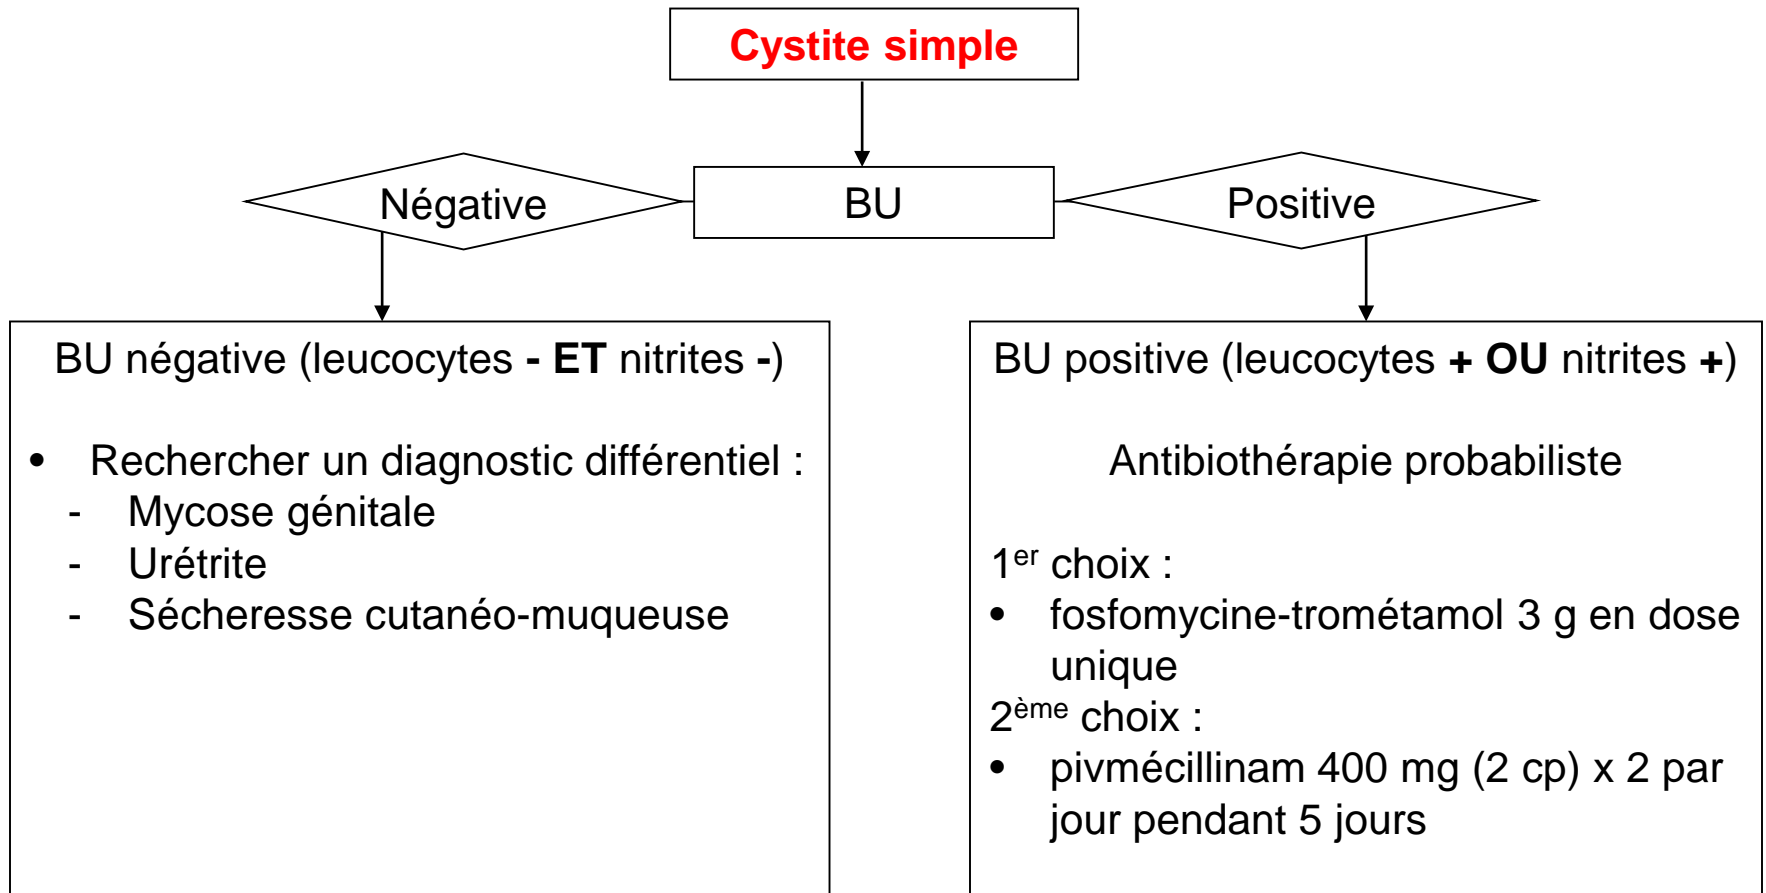 Cystite simple
Négative
BU
Positive
BU négative (leucocytes - ET nitrites -)
• Rechercher un diagnostic différentiel :
- Mycose génitale
- Urétrite
- Sécheresse cutanéo-muqueuse
BU positive (leucocytes + OU nitrites +)
Antibiothérapie probabiliste
1er choix :
• fosfomycine-trométamol 3 g en dose
unique
2ème choix :
• pivmécillinam 400 mg (2 cp) x 2 par
jour pendant 5 jours